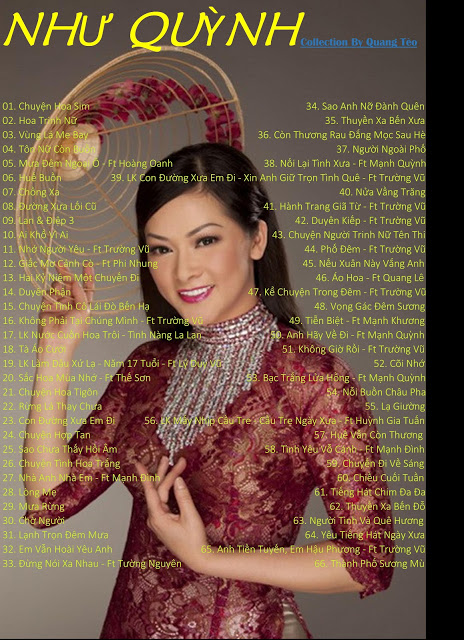 NHƯ QUỲNH
Collection By Quang Tèo
01. Chuyện Hoa Sim
02. Hoa Trinh Nữ
03. Vùng Lá Me Bay
04. Tôn Nữ Còn Buồn
05. Mưa Đêm Ngoại Ô - Ft Hoàng Oanh
06. Huế Buồn
07. Chồng Xa
08. Đường Xưa Lối Cũ
09. Lan & Điệp 3
10. Ai Khổ Vì Ai
11. Nhớ Người Yêu - Ft Trường Vũ
12. Giấc Mơ Cánh Cò - Ft Phi Nhung
13. Hai Kỷ Niệm Một Chuyến Đi
14. Duyên Phận
15. Chuyện Tình Cô Lái Đò Bến Hạ
16. Không Phải Tại Chúng Mình - Ft Trường Vũ
17. LK Nước Cuốn Hoa Trôi - Tình Nàng La Lan
18. Tà Áo Cưới
19. LK Làm Dâu Xứ Lạ - Năm 17 Tuổi - Ft Lý Duy Vũ
20. Sắc Hoa Màu Nhớ - Ft Thế Sơn
21. Chuyện Hoa Tigôn
22. Rừng Lá Thay Chưa
23. Con Đường Xưa Em Đi
24. Chuyện Hợp Tan
25. Sao Chưa Thấy Hồi Âm
26. Chuyện Tình Hoa Trắng
27. Nhà Anh Nhà Em - Ft Mạnh Đình
28. Lòng Mẹ
29. Mưa Rừng
30. Chờ Người
31. Lạnh Trọn Đêm Mưa
32. Em Vẫn Hoài Yêu Anh
33. Đừng Nói Xa Nhau - Ft Tường Nguyên
34. Sao Anh Nỡ Đành Quên
35. Thuyền Xa Bến Xưa
36. Còn Thương Rau Đắng Mọc Sau Hè
37. Người Ngoài Phố
38. Nối Lại Tình Xưa - Ft Mạnh Quỳnh
39. LK Con Đường Xưa Em Đi - Xin Anh Giữ Trọn Tình Quê - Ft Trường Vũ
40. Nửa Vầng Trăng
41. Hành Trang Giã Từ - Ft Trường Vũ
42. Duyên Kiếp - Ft Trường Vũ
43. Chuyện Người Trinh Nữ Tên Thi
44. Phố Đêm - Ft Trường Vũ
45. Nếu Xuân Này Vắng Anh
46. Áo Hoa - Ft Quang Lê
47. Kể Chuyện Trong Đêm - Ft Trường Vũ
48. Vọng Gác Đêm Sương
49. Tiễn Biệt - Ft Mạnh Khương
50. Anh Hãy Về Đi - Ft Mạnh Quỳnh
51. Không Giờ Rồi - Ft Trường Vũ
52. Cõi Nhớ
53. Bạc Trắng Lửa Hồng - Ft Mạnh Quỳnh
54. Nỗi Buồn Châu Pha
55. Lạ Giường
56. LK Mấy Nhịp Cầu Tre - Cầu Tre Ngày Xưa - Ft Huỳnh Gia Tuấn
57. Huế Vẫn Còn Thương
58. Tình Yêu Vỗ Cánh - Ft Mạnh Đình
59. Chuyến Đi Về Sáng
60. Chiều Cuối Tuần
61. Tiếng Hát Chim Đa Đa
62. Thuyền Xa Bến Đỗ
63. Người Tình Và Quê Hương
64. Yêu Tiếng Hát Ngày Xưa
65. Anh Tiền Tuyến, Em Hậu Phương - Ft Trường Vũ
66. Thành Phố Sương Mù